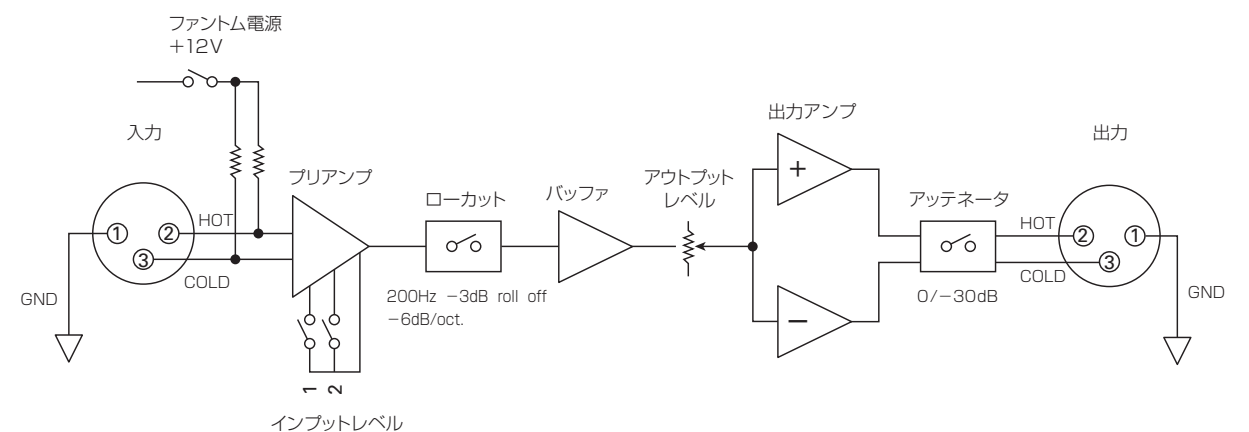 ファントム電源
+12V
入力
プリアンプ
ローカット
バッファ
アウトプット
レベル
出力アンプ
アッテネータ
出力
1
2
3
HOT
COLD
GND
200Hz −3dB roll off
−6dB/oct.
+
−
0/−30dB
HOT
COLD
2
1
3
GND
1
2
インプットレベル